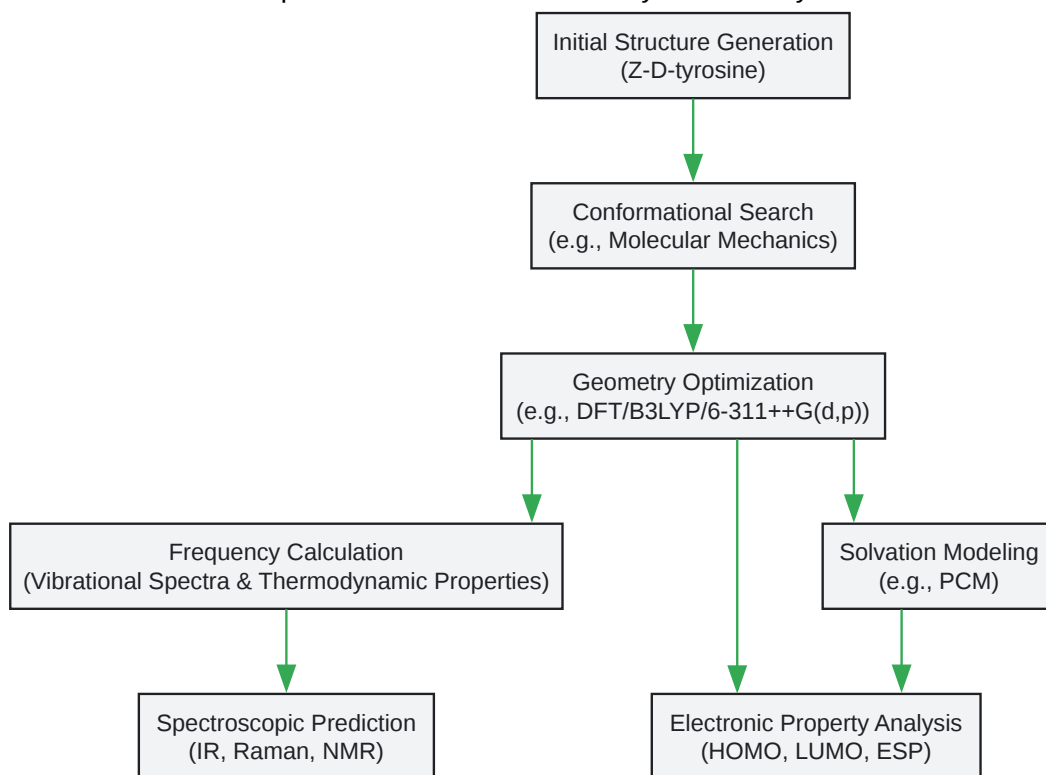 Initial Structure Generation
(Z-D-tyrosine)
Conformational Search
(e.g., Molecular Mechanics)
Geometry Optimization
(e.g., DFT/B3LYP/6-311++G(d,p))
Frequency Calculation
(Vibrational Spectra & Thermodynamic Properties)
Solvation Modeling
(e.g., PCM)
Spectroscopic Prediction
(IR, Raman, NMR)
Electronic Property Analysis
(HOMO, LUMO, ESP)